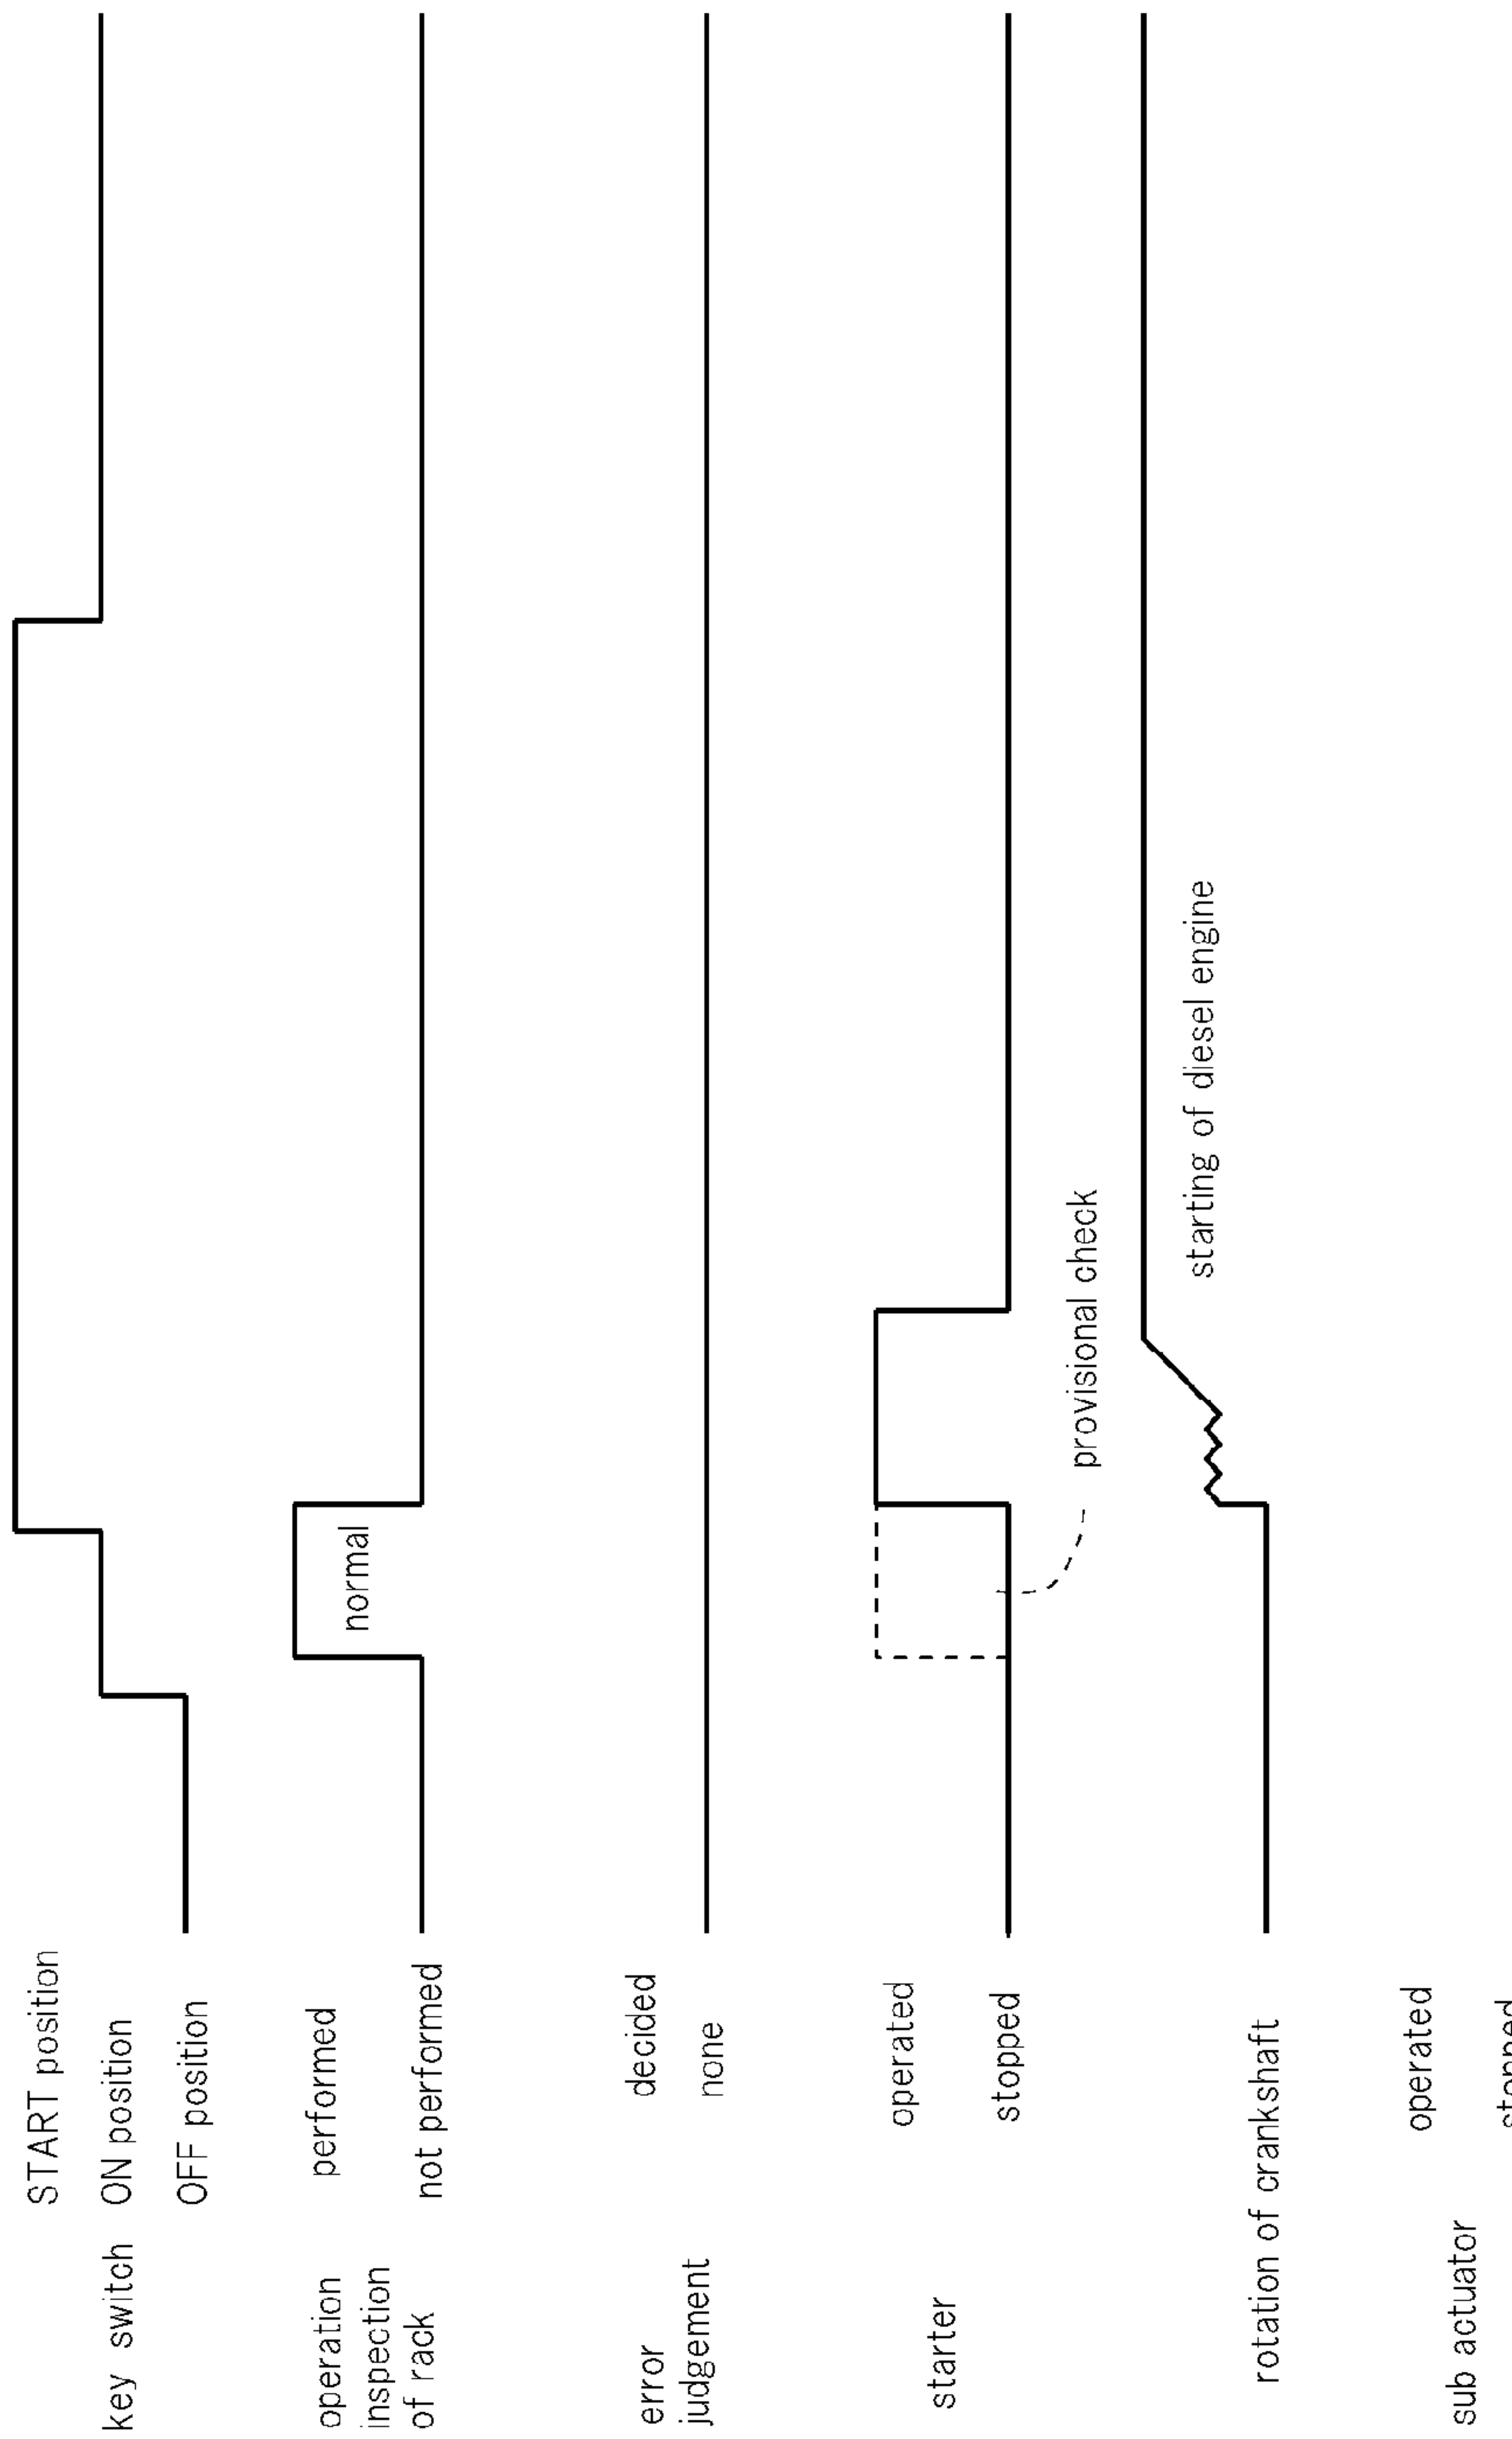 START position
key switch ON position
OFF position
operation
inspection
of rack
performed
not performed
normal
error
judgement
decided
none
starter
operated
stopped
provisional check
rotation of crankshaft
starting of diesel engine
sub actuator
operated